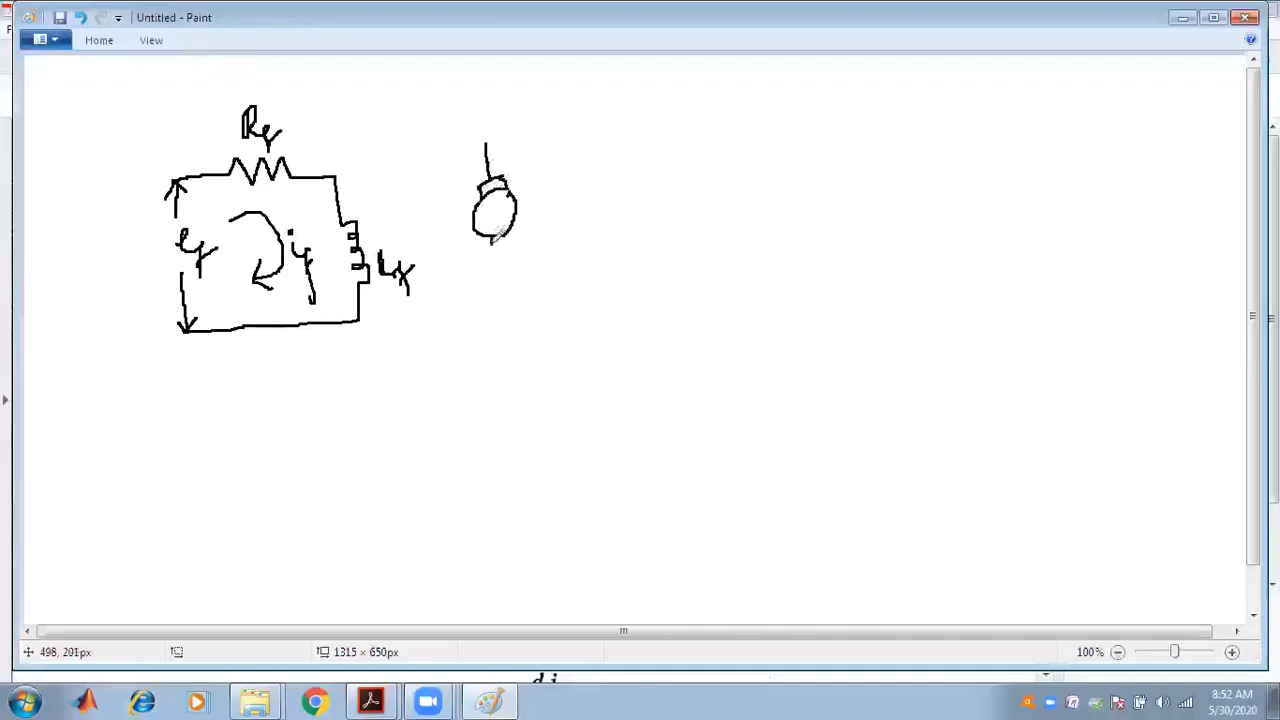 Untitled - Paint
Home View
Rf
ef
if
Lf
498, 201px
1315 × 650px
100%
di
8:52 AM
5/30/2020